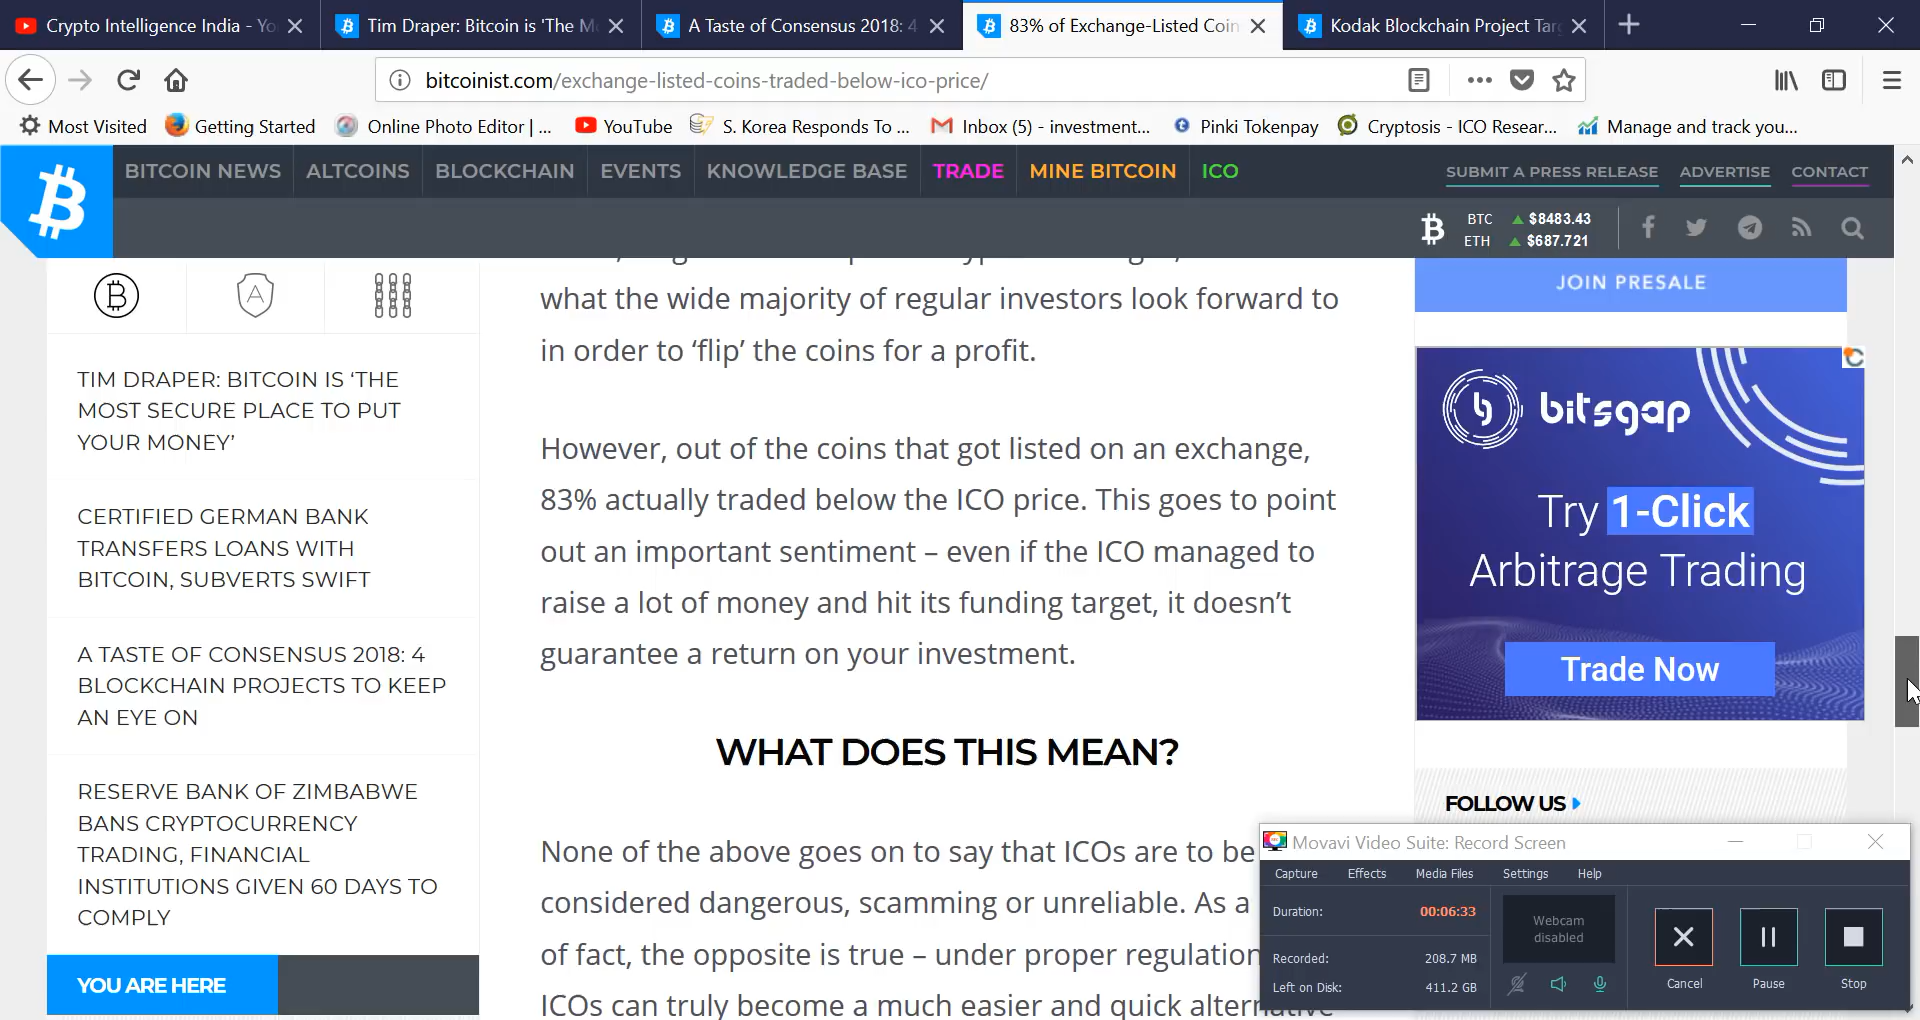 Crypto Intelligence India - Yo
Tim Draper: Bitcoin is 'The Mo
A Taste of Consensus 2018: 4
83% of Exchange-Listed Coin
Kodak Blockchain Project Tar
bitcoinist.com/exchange-listed-coins-traded-below-ico-price/
Most Visited
Getting Started
Online Photo Editor | ...
YouTube
S. Korea Responds To ...
Inbox (5) - investment...
Pinki Tokenpay
Cryptosis - ICO Resear...
Manage and track you...
BITCOIN NEWS
ALTCOINS
BLOCKCHAIN
EVENTS
KNOWLEDGE BASE
TRADE
MINE BITCOIN
ICO
SUBMIT A PRESS RELEASE
ADVERTISE
CONTACT
BTC ▲ $8483.43
ETH ▲ $687.721
TIM DRAPER: BITCOIN IS ‘THE
MOST SECURE PLACE TO PUT
YOUR MONEY’
CERTIFIED GERMAN BANK
TRANSFERS LOANS WITH
BITCOIN, SUBVERTS SWIFT
A TASTE OF CONSENSUS 2018: 4
BLOCKCHAIN PROJECTS TO KEEP
AN EYE ON
RESERVE BANK OF ZIMBABWE
BANS CRYPTOCURRENCY
TRADING, FINANCIAL
INSTITUTIONS GIVEN 60 DAYS TO
COMPLY
YOU ARE HERE
what the wide majority of regular investors look forward to
in order to ‘flip’ the coins for a profit.
However, out of the coins that got listed on an exchange,
83% actually traded below the ICO price. This goes to point
out an important sentiment – even if the ICO managed to
raise a lot of money and hit its funding target, it doesn’t
guarantee a return on your investment.
WHAT DOES THIS MEAN?
None of the above goes on to say that ICOs are to be
considered dangerous, scamming or unreliable. As a
of fact, the opposite is true – under proper regulation
ICOs can truly become a much easier and quick alternative
JOIN PRESALE
bitsgap
Try 1-Click
Arbitrage Trading
Trade Now
FOLLOW US
Movavi Video Suite: Record Screen
Capture
Effects
Media Files
Settings
Help
Duration: 00:06:33
Recorded: 208.7 MB
Left on Disk: 411.2 GB
Webcam
disabled
Cancel
Pause
Stop